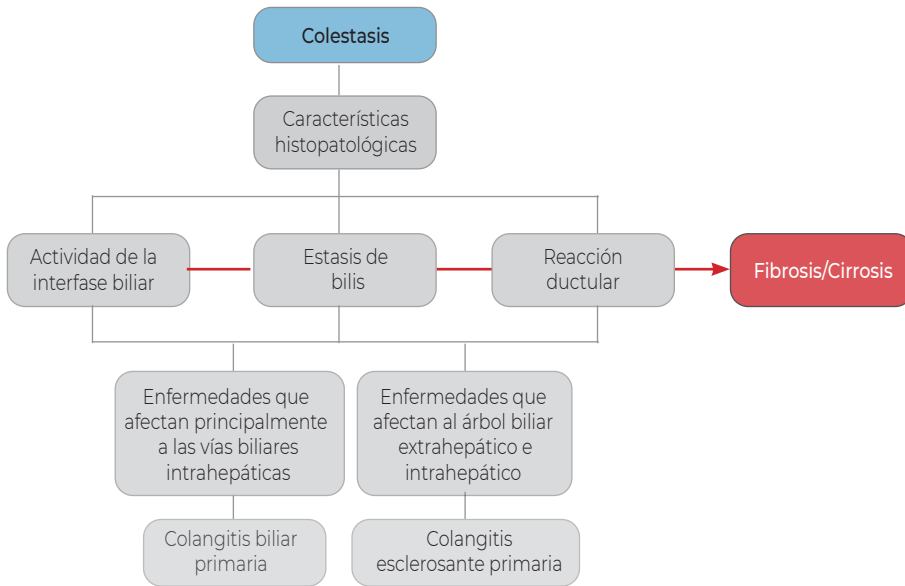 Colestasis
Características
histopatológicas
Actividad de la
interfase biliar
Estasis de
bilis
Reacción
ductular
Fibrosis/Cirrosis
Enfermedades que
afectan principalmente
a las vías biliares
intrahepáticas
Enfermedades que
afectan al árbol biliar
extrahepático e
intrahepático
Colangitis biliar
primaria
Colangitis
esclerosante primaria